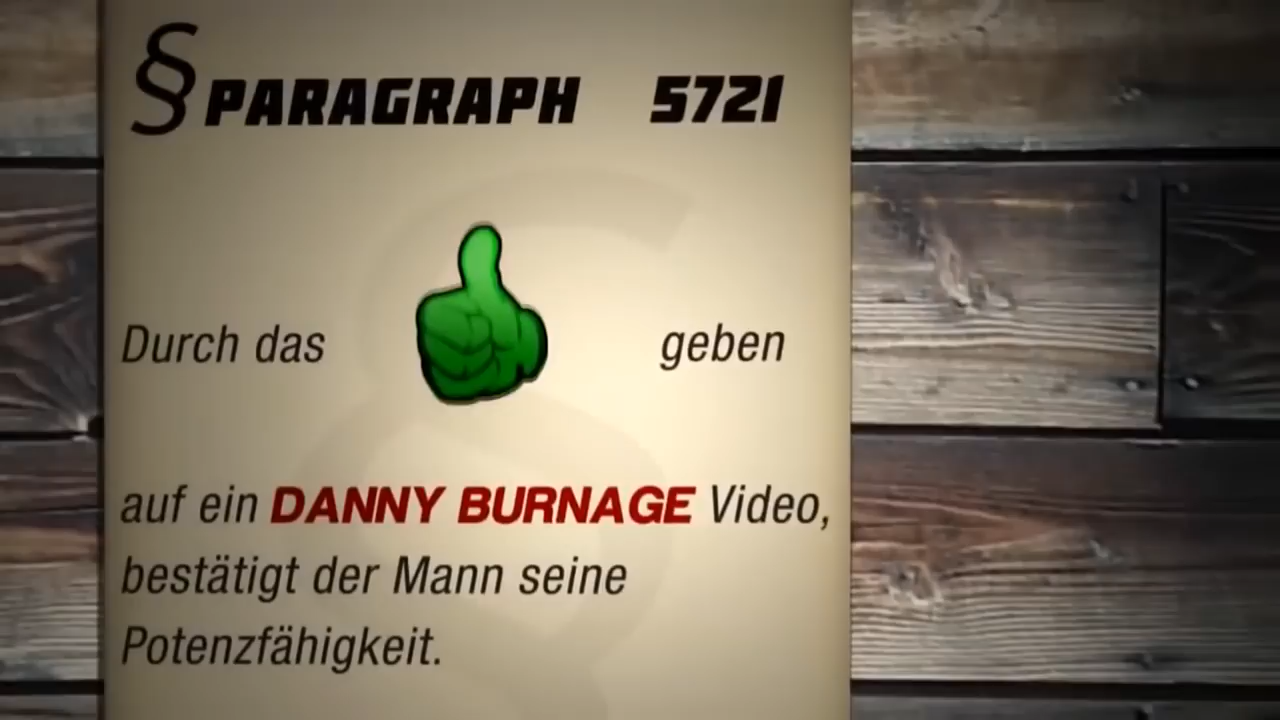 § PARAGRAPH 5721
Durch das geben
auf ein DANNY BURNAGE Video,
bestätigt der Mann seine
Potenzfähigkeit.